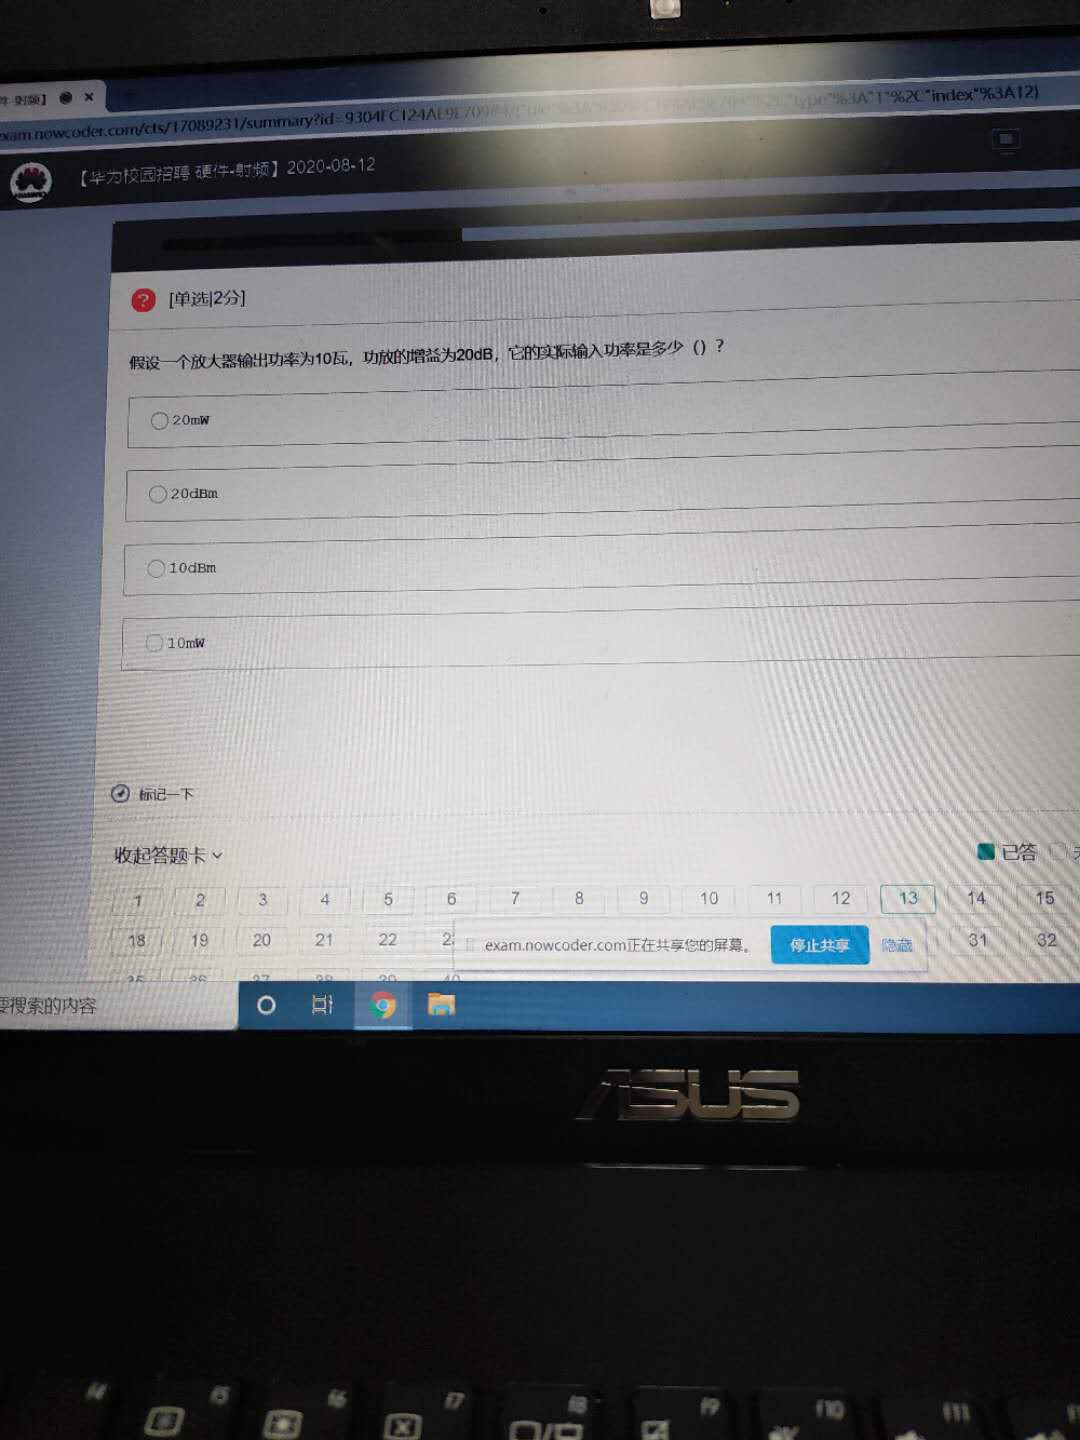 件-射频】
exam.nowcoder.com/cts/17089231/summary?id=9304FC124AE9E709
"type"%3A"1"%2C"index"%3A12}
【华为校园招聘 硬件-射频】2020-08-12
[单选|2分]
假设一个放大器输出功率为10瓦，功放的增益为20dB，它的实际输入功率是多少（）？
20mW
20dBm
10dBm
10mW
标记一下
收起答题卡
已答
1 2 3 4 5 6 7 8 9 10 11 12 13 14 15
18 19 20 21 22 31 32
exam.nowcoder.com正在共享您的屏幕。 停止共享 隐藏
要搜索的内容
ASUS
f4 f5 f6 f7 f8 f9 f10 f11